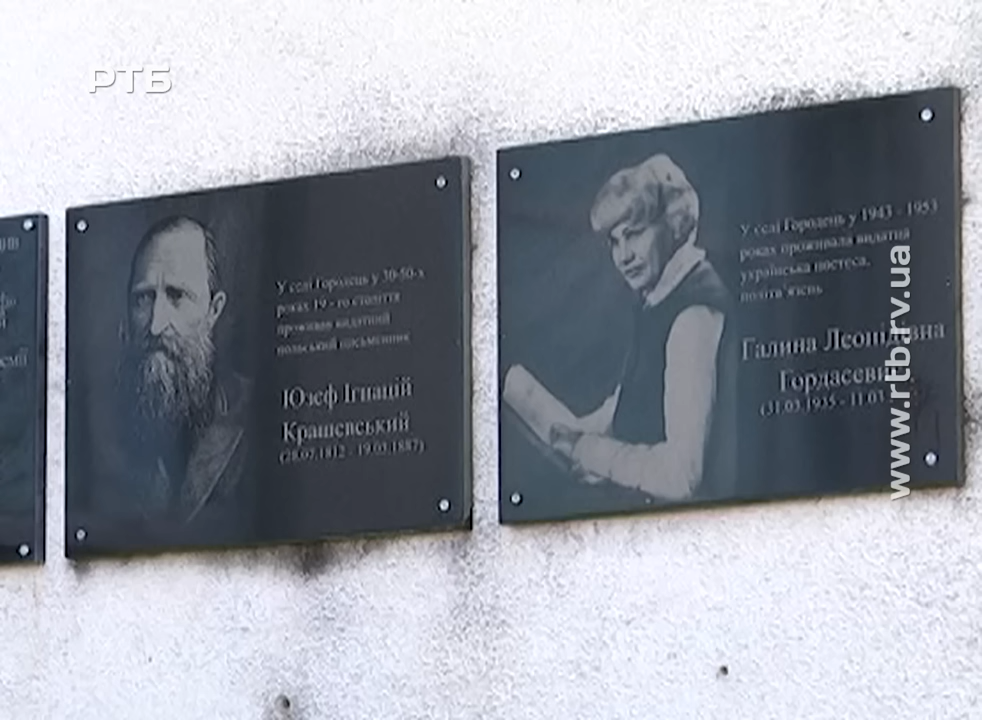 РТБ
У селі Городець у 30-50-х
роках 19 - го століття
проживав видатний
польський письменник
Юзеф Ігнацій
Крашевський
(28.07.1812 - 19.03.1887)
У селі Городець у 1943 - 1953
роках проживала видатна
українська поетеса,
політв'язень
Галина Леонідівна
Гордасевич
(31.03.1935 - 11.03
www.rtb.rv.ua